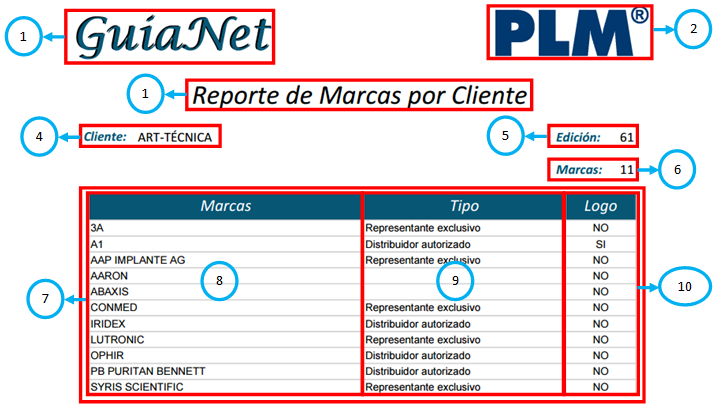 1 GuiaNet PLM® 2
1 Reporte de Marcas por Cliente
4 Cliente: ART-TÉCNICA 5 Edición: 61
Marcas: 11 6
Marcas Tipo Logo
3A Representante exclusivo NO
A1 Distribuidor autorizado SI
AAP IMPLANTE AG Representante exclusivo NO
AARON NO
8 9 10
7
ABAXIS NO
CONMED Representante exclusivo NO
IRIDEX Distribuidor autorizado NO
LUTRONIC Representante exclusivo NO
OPHIR Distribuidor autorizado NO
PB PURITAN BENNETT Distribuidor autorizado NO
SYRIS SCIENTIFIC Representante exclusivo NO